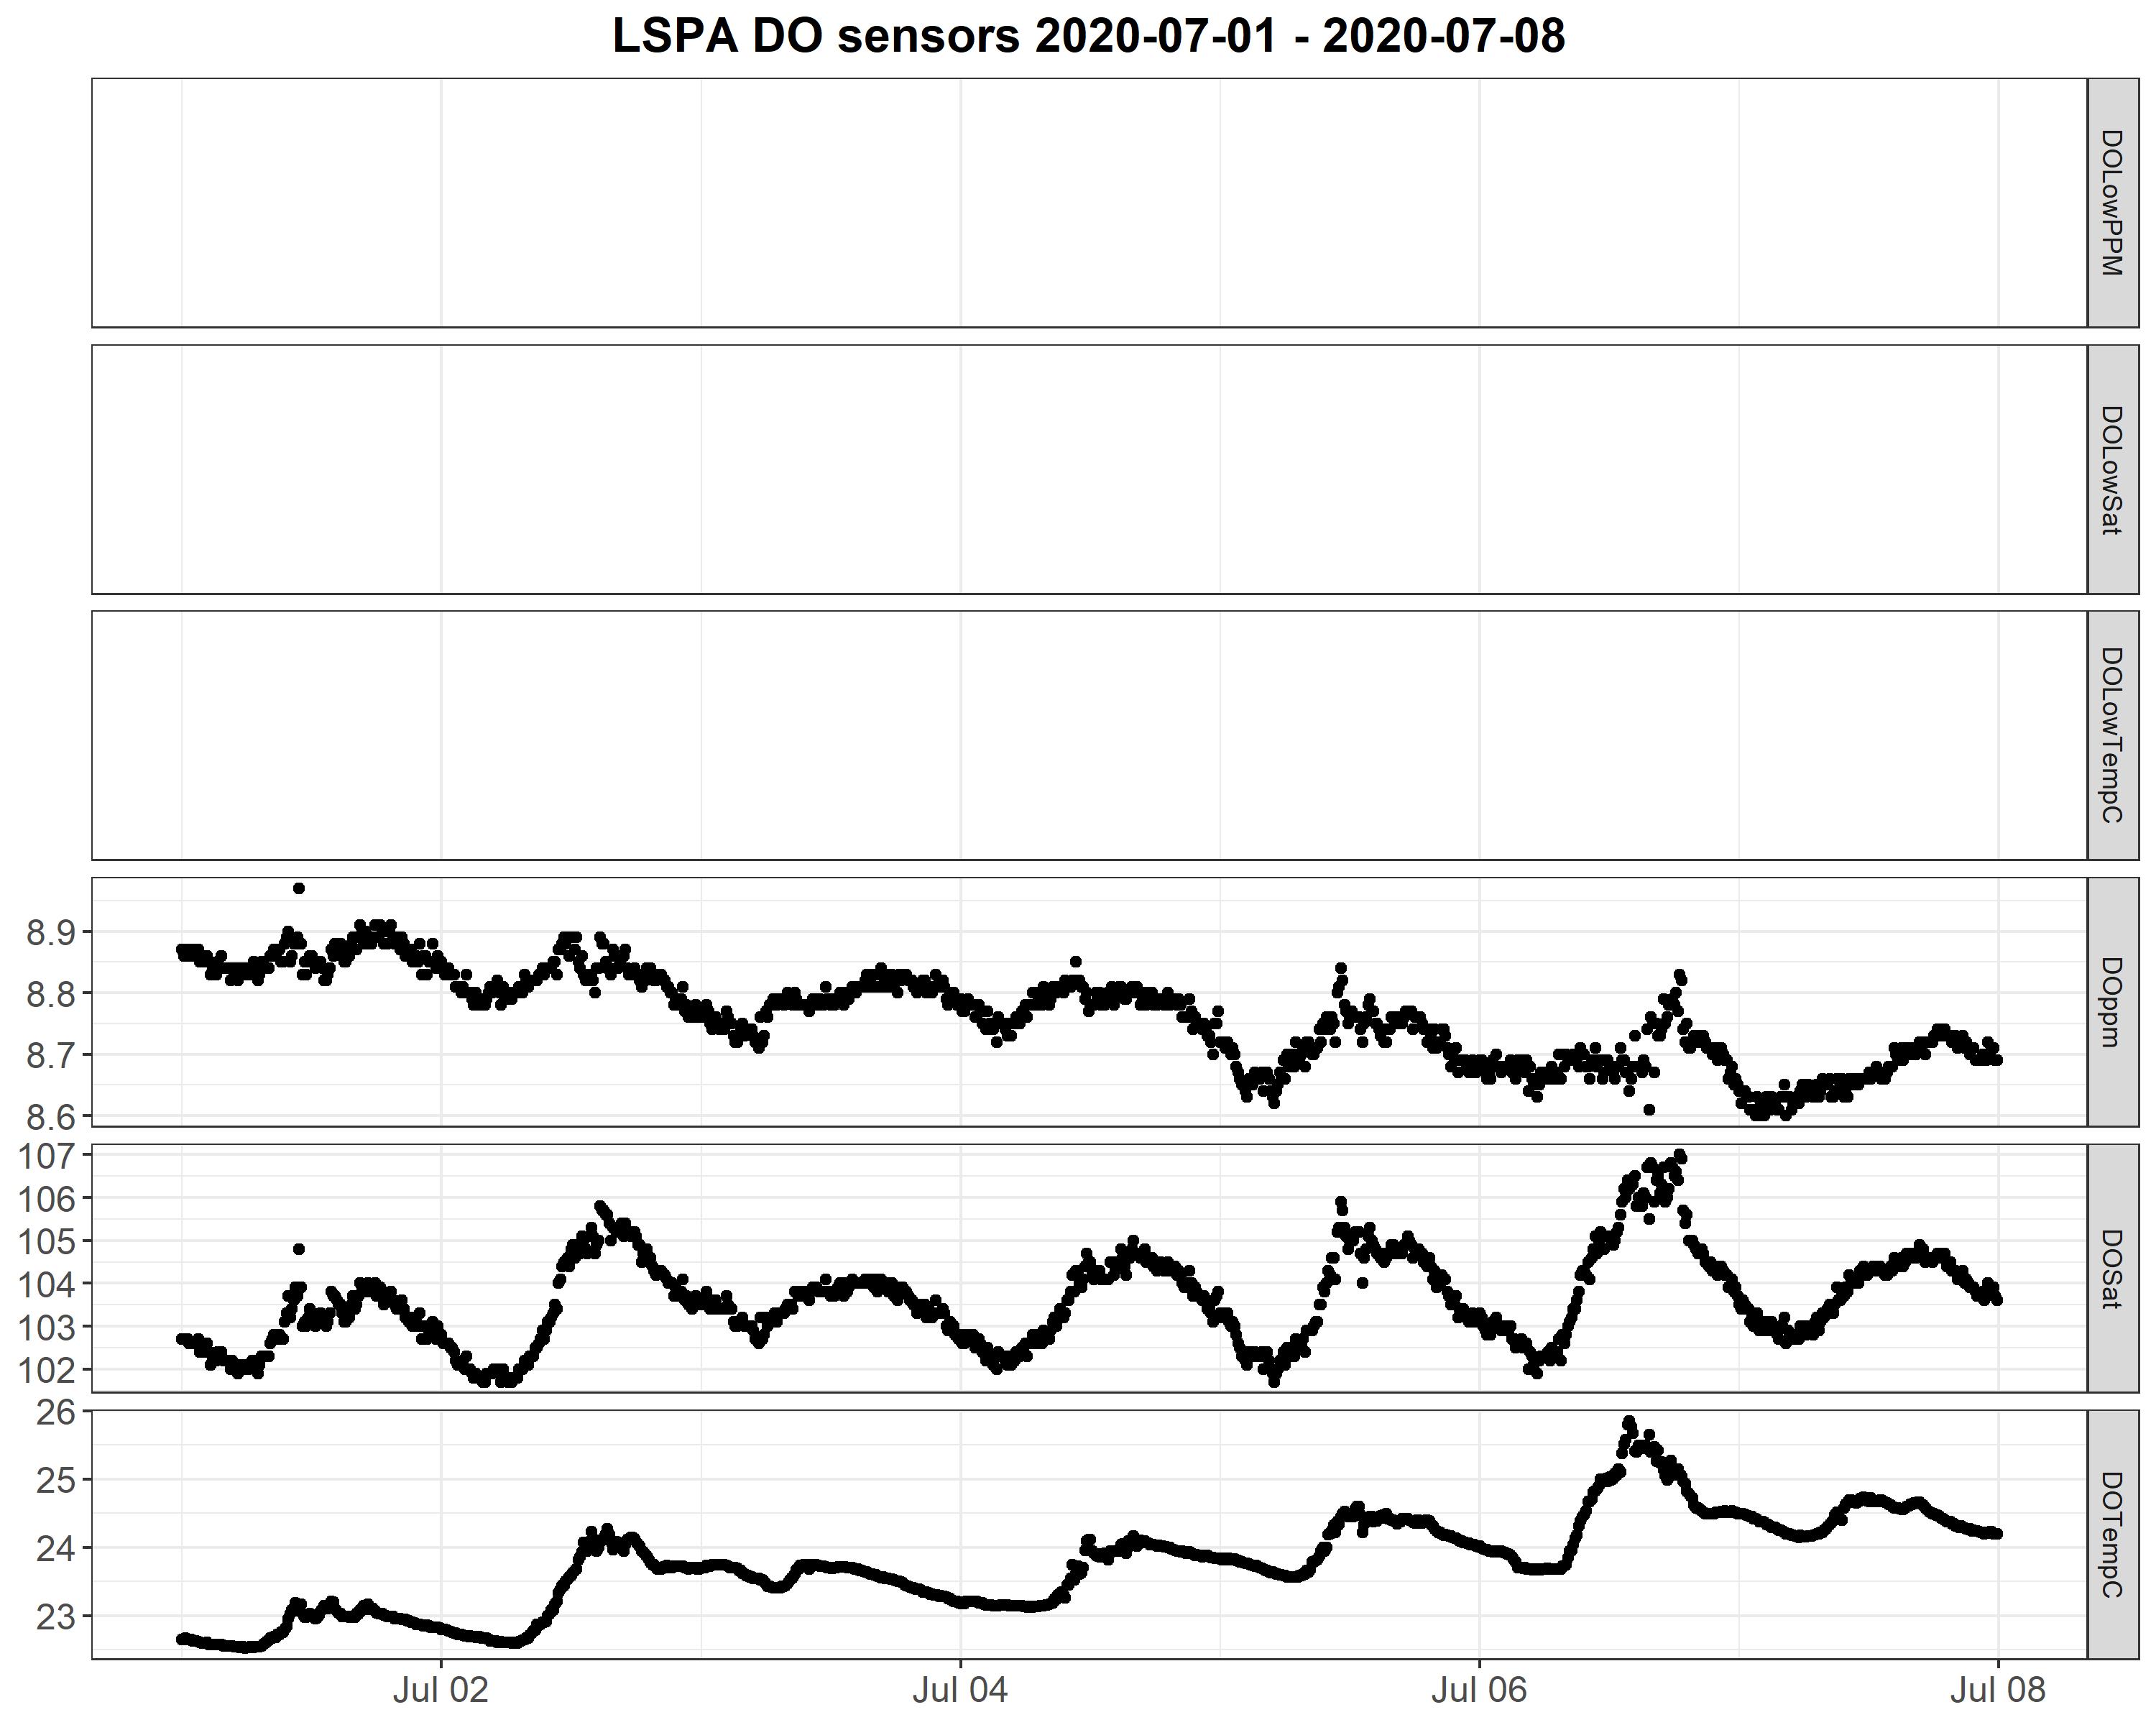 LSPA DO sensors 2020-07-01 - 2020-07-08
DOLowPPM
DOLowSat
DOLowTempC
8.9
8.8
8.7
8.6
DOppm
107
106
105
104
103
102
DOSat
26
25
24
23
DOTempC
Jul 02 Jul 04 Jul 06 Jul 08